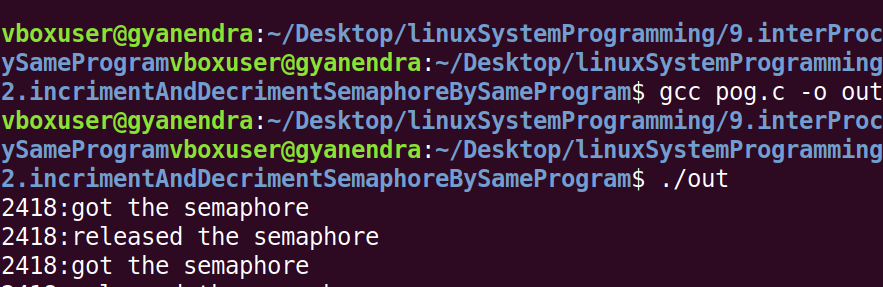 vboxuser@gyanendra:~/Desktop/linuxSystemProgramming/9.interProc
ySameProgramvboxuser@gyanendra:~/Desktop/linuxSystemProgramming
2.incrimentAndDecrimentSemaphoreBySameProgram$ gcc pog.c -o out
vboxuser@gyanendra:~/Desktop/linuxSystemProgramming/9.interProc
ySameProgramvboxuser@gyanendra:~/Desktop/linuxSystemProgramming
2.incrimentAndDecrimentSemaphoreBySameProgram$ ./out
2418:got the semaphore
2418:released the semaphore
2418:got the semaphore